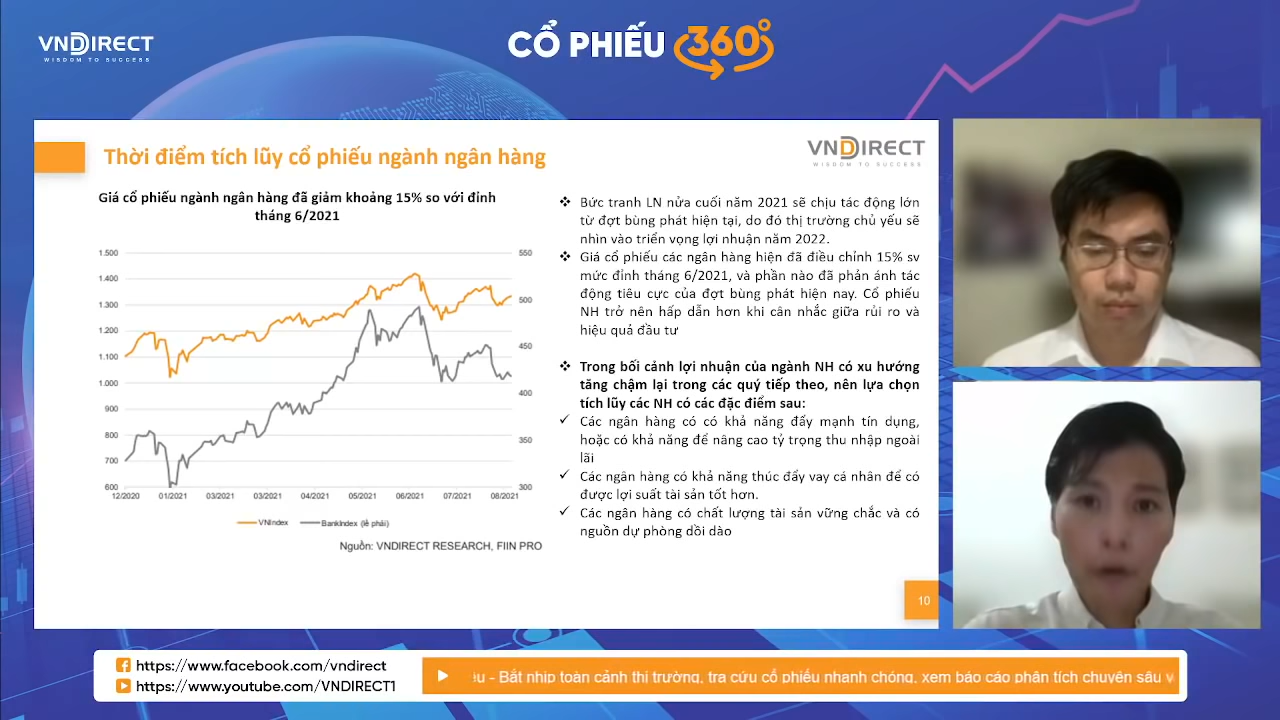 VNDIRECT
WISDOM TO SUCCESS
CỔ PHIẾU 360°
VNDIRECT
WISDOM TO SUCCESS
Thời điểm tích lũy cổ phiếu ngành ngân hàng
Giá cổ phiếu ngành ngân hàng đã giảm khoảng 15% so với đỉnh
tháng 6/2021
1.500
1.400
1.300
1.200
1.100
1.000
900
800
700
600
550
500
450
400
350
300
12/2020 01/2021 03/2021 03/2021 04/2021 05/2021 06/2021 07/2021 08/2021
VNIndex BankIndex (lề phải)
Nguồn: VNDIRECT RESEARCH, FIIN PRO
❖ Bức tranh LN nửa cuối năm 2021 sẽ chịu tác động lớn
từ đợt bùng phát hiện tại, do đó thị trường chủ yếu sẽ
nhìn vào triển vọng lợi nhuận năm 2022.
❖ Giá cổ phiếu các ngân hàng hiện đã điều chỉnh 15% sv
mức đỉnh tháng 6/2021, và phần nào đã phản ánh tác
động tiêu cực của đợt bùng phát hiện nay. Cổ phiếu
NH trở nên hấp dẫn hơn khi cân nhắc giữa rủi ro và
hiệu quả đầu tư
❖ Trong bối cảnh lợi nhuận của ngành NH có xu hướng
tăng chậm lại trong các quý tiếp theo, nên lựa chọn
tích lũy các NH có các đặc điểm sau:
✓ Các ngân hàng có có khả năng đẩy mạnh tín dụng,
hoặc có khả năng để nâng cao tỷ trọng thu nhập ngoài
lãi
✓ Các ngân hàng có khả năng thúc đẩy vay cá nhân để có
được lợi suất tài sản tốt hơn.
✓ Các ngân hàng có chất lượng tài sản vững chắc và có
nguồn dự phòng dồi dào
10
https://www.facebook.com/vndirect
https://www.youtube.com/VNDIRECT1
- Bắt nhịp toàn cảnh thị trường, tra cứu cổ phiếu nhanh chóng, xem báo cáo phân tích chuyên sâu